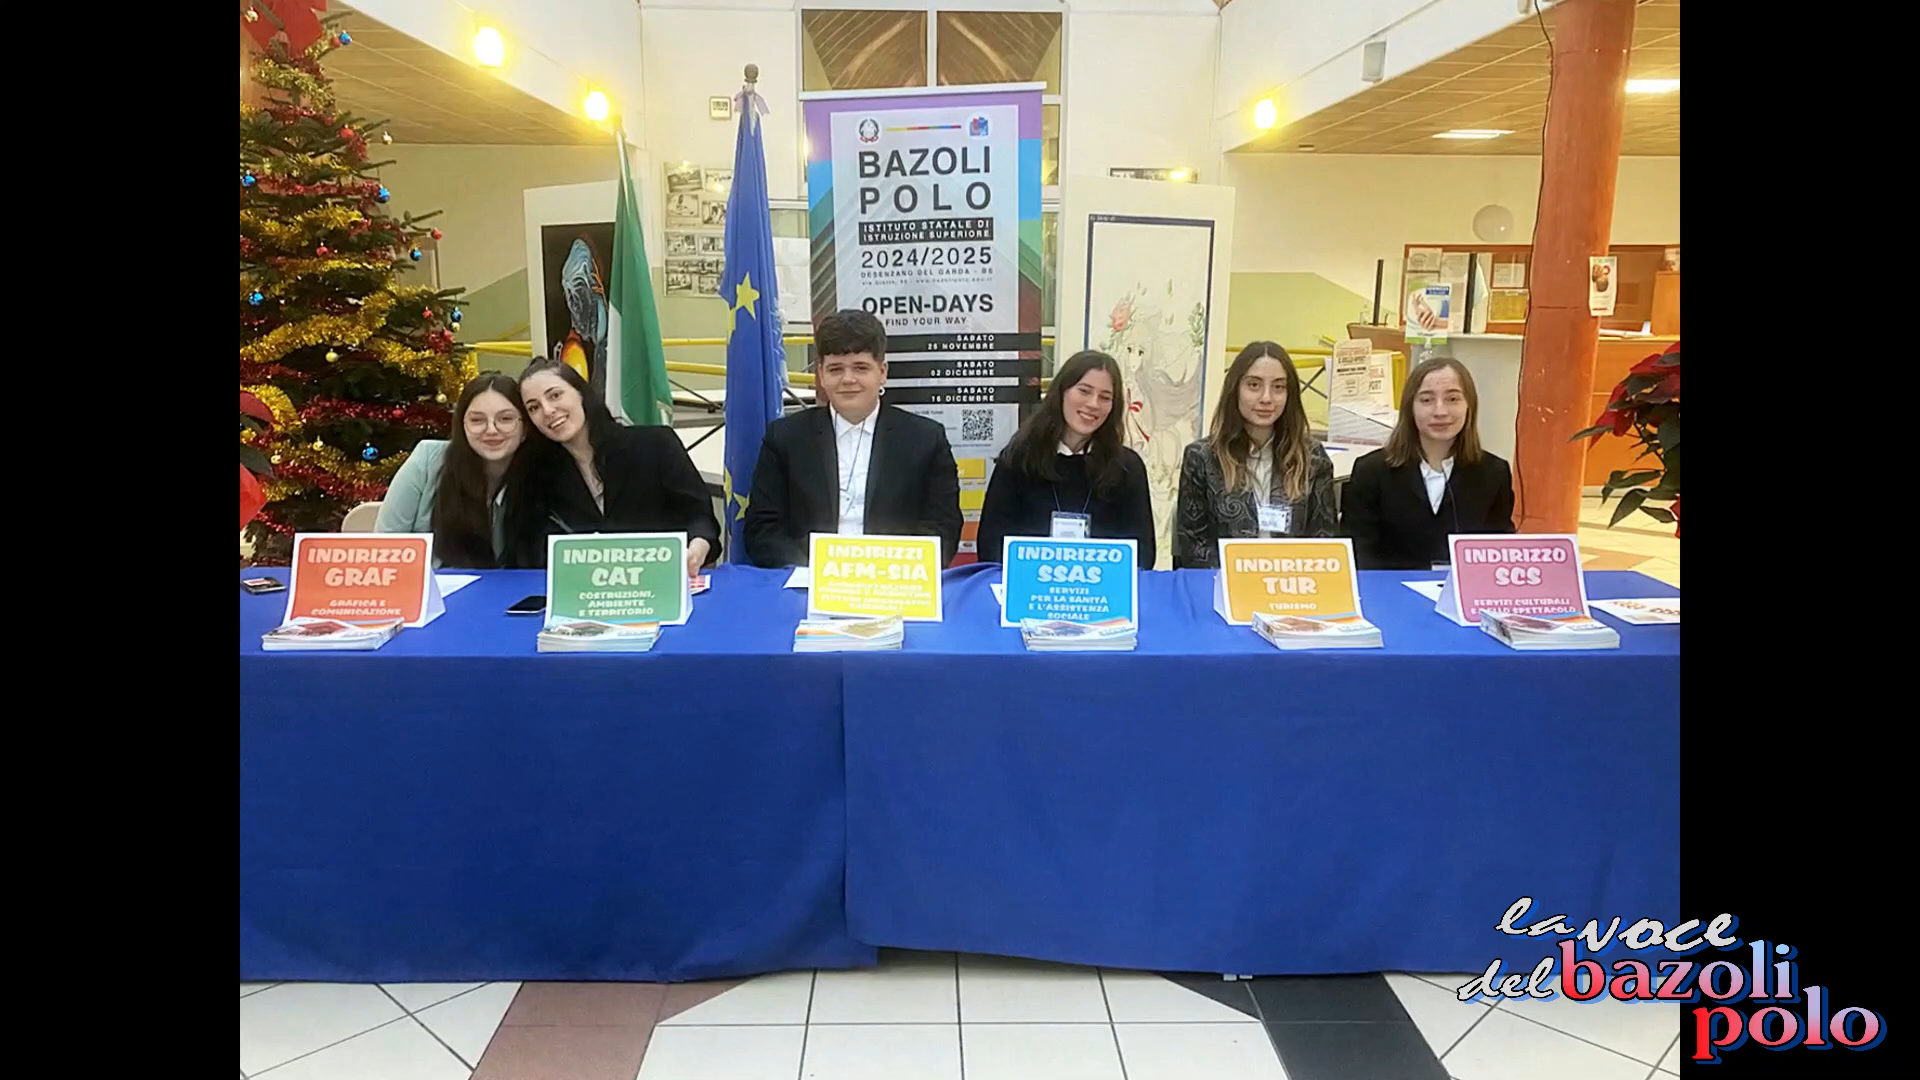 BAZOLI
POLO
ISTITUTO STATALE DI
ISTRUZIONE SUPERIORE
2024/2025
DESENZANO DEL GARDA - BS
OPEN-DAYS
FIND YOUR WAY
SABATO
25 NOVEMBRE
SABATO
02 DICEMBRE
SABATO
16 DICEMBRE
INDIRIZZO
GRAF
GRAFICA E
COMUNICAZIONE
INDIRIZZO
CAT
COSTRUZIONI,
AMBIENTE
E TERRITORIO
INDIRIZZI
AFM-SIA
INDIRIZZO
SSAS
SERVIZI
PER LA SANITÀ
E L'ASSISTENZA
SOCIALE
INDIRIZZO
TUR
TURISMO
INDIRIZZO
SCS
SERVIZI CULTURALI
E DELLO SPETTACOLO
la voce
del bazoli
polo